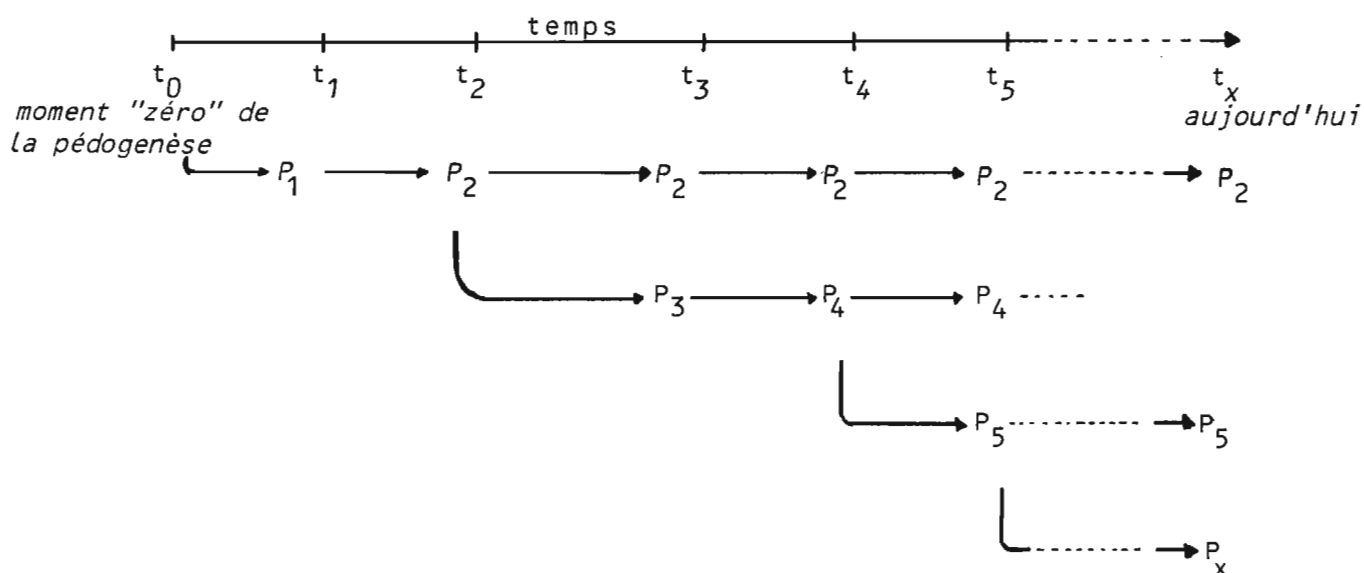 temps
t0 t1 t2 t3 t4 t5 tx
moment "zéro" de aujourd'hui
la pédogenèse
P1 P2 P2 P2 P2 P2
P3 P4 P4
P5 P5
Px